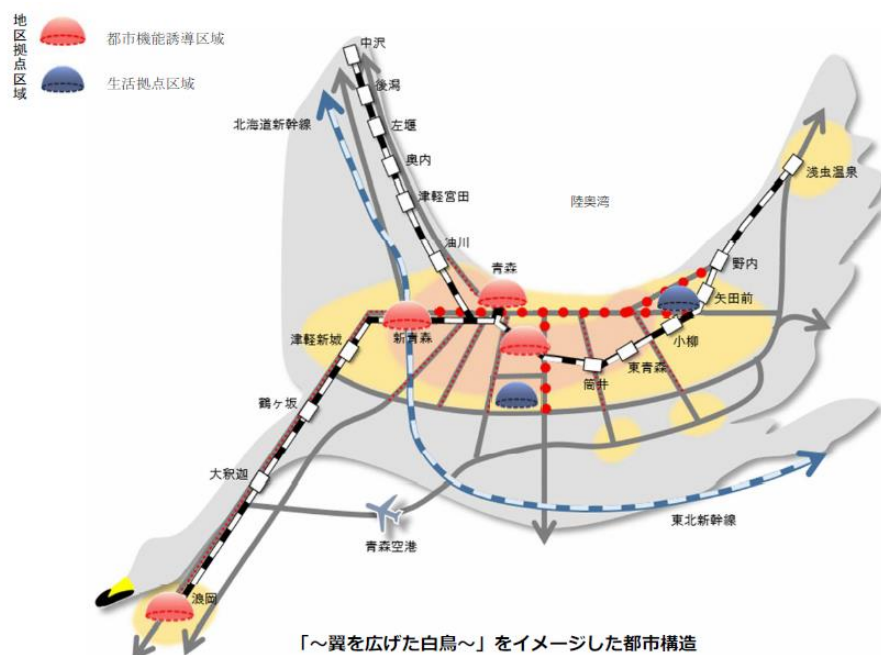 地区拠点区域
都市機能誘導区域
生活拠点区域
中沢
後潟
北海道新幹線
左堰
奥内
津軽宮田
陸奥湾
浅虫温泉
油川
青森
野内
矢田前
新青森
津軽新城
小柳
東青森
筒井
鶴ヶ坂
大釈迦
東北新幹線
青森空港
浪岡
「~翼を広げた白鳥~」をイメージした都市構造